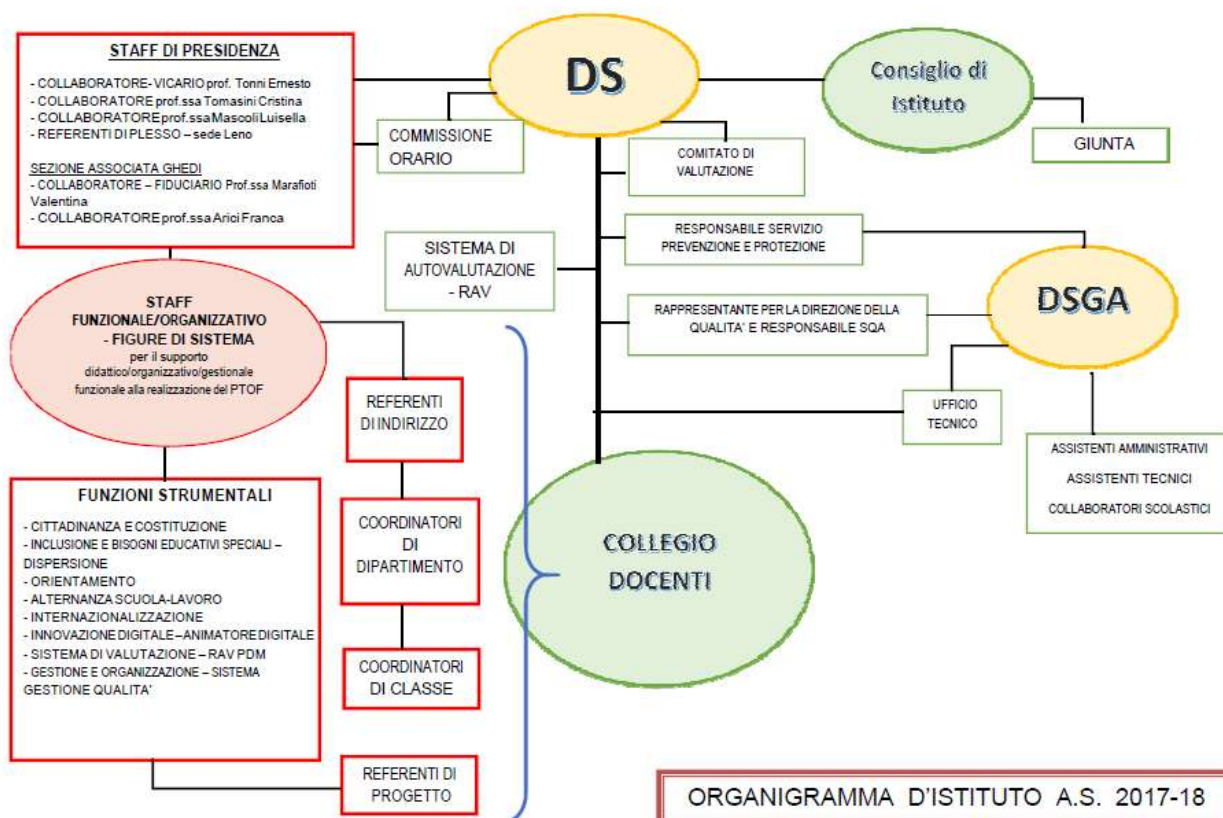 STAFF DI PRESIDENZA
- COLLABORATORE- VICARIO prof. Tonni Ernesto
- COLLABORATORE prof.ssa Tomasini Cristina
- COLLABORATORE prof.ssa Mascoli Luisella
- REFERENTI DI PLESSO – sede Leno
SEZIONE ASSOCIATA GHEDI
- COLLABORATORE – FIDUCIARIO Prof.ssa Marafioti
Valentina
- COLLABORATORE prof.ssa Arici Franca
DS
Consiglio di
Istituto
GIUNTA
COMMISSIONE
ORARIO
COMITATO DI
VALUTAZIONE
RESPONSABILE SERVIZIO
PREVENZIONE E PROTEZIONE
SISTEMA DI
AUTOVALUTAZIONE
- RAV
RAPPRESENTANTE PER LA DIREZIONE DELLA
QUALITA' E RESPONSABILE SQA
DSGA
UFFICIO
TECNICO
ASSISTENTI AMMINISTRATIVI
ASSISTENTI TECNICI
COLLABORATORI SCOLASTICI
STAFF
FUNZIONALE/ORGANIZZATIVO
- FIGURE DI SISTEMA
per il supporto
didattico/organizzativo/gestionale
funzionale alla realizzazione del PTOF
REFERENTI
DI INDIRIZZO
COORDINATORI
DI
DIPARTIMENTO
COORDINATORI
DI CLASSE
COLLEGIO
DOCENTI
FUNZIONI STRUMENTALI
- CITTADINANZA E COSTITUZIONE
- INCLUSIONE E BISOGNI EDUCATIVI SPECIALI –
DISPERSIONE
- ORIENTAMENTO
- ALTERNANZA SCUOLA-LAVORO
- INTERNAZIONALIZZAZIONE
- INNOVAZIONE DIGITALE – ANIMATORE DIGITALE
- SISTEMA DI VALUTAZIONE – RAV PDM
- GESTIONE E ORGANIZZAZIONE – SISTEMA
GESTIONE QUALITA'
REFERENTI DI
PROGETTO
ORGANIGRAMMA D'ISTITUTO A.S. 2017-18